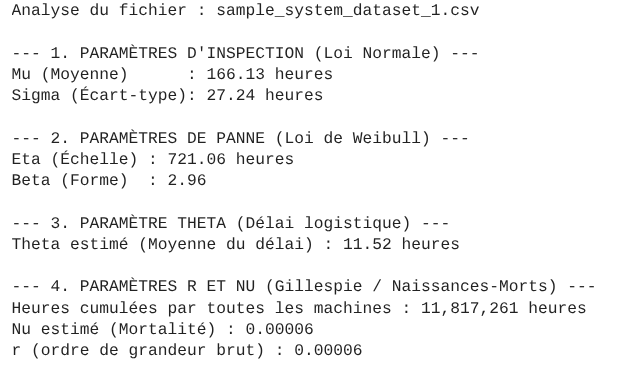 Analyse du fichier : sample_system_dataset_1.csv
--- 1. PARAMÈTRES D'INSPECTION (Loi Normale) ---
Mu (Moyenne)      : 166.13 heures
Sigma (Écart-type): 27.24 heures
--- 2. PARAMÈTRES DE PANNE (Loi de Weibull) ---
Eta (Échelle) : 721.06 heures
Beta (Forme)  : 2.96
--- 3. PARAMÈTRE THETA (Délai logistique) ---
Theta estimé (Moyenne du délai) : 11.52 heures
--- 4. PARAMÈTRES R ET NU (Gillespie / Naissances-Morts) ---
Heures cumulées par toutes les machines : 11,817,261 heures
Nu estimé (Mortalité) : 0.00006
r (ordre de grandeur brut) : 0.00006